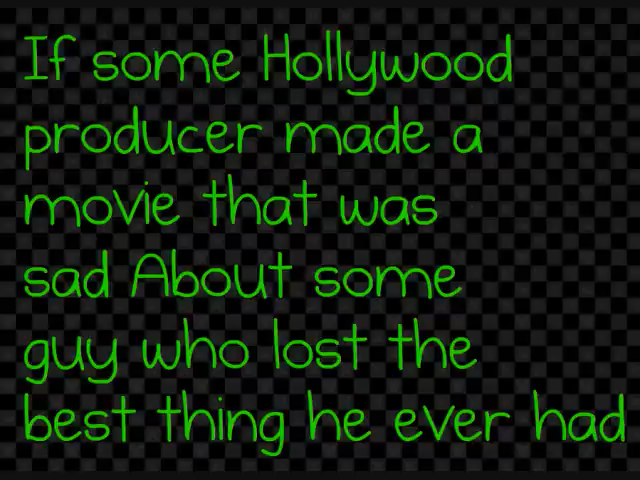 If some Hollywood
producer made a
movie that was
sad About some
guy who lost the
best thing he ever had